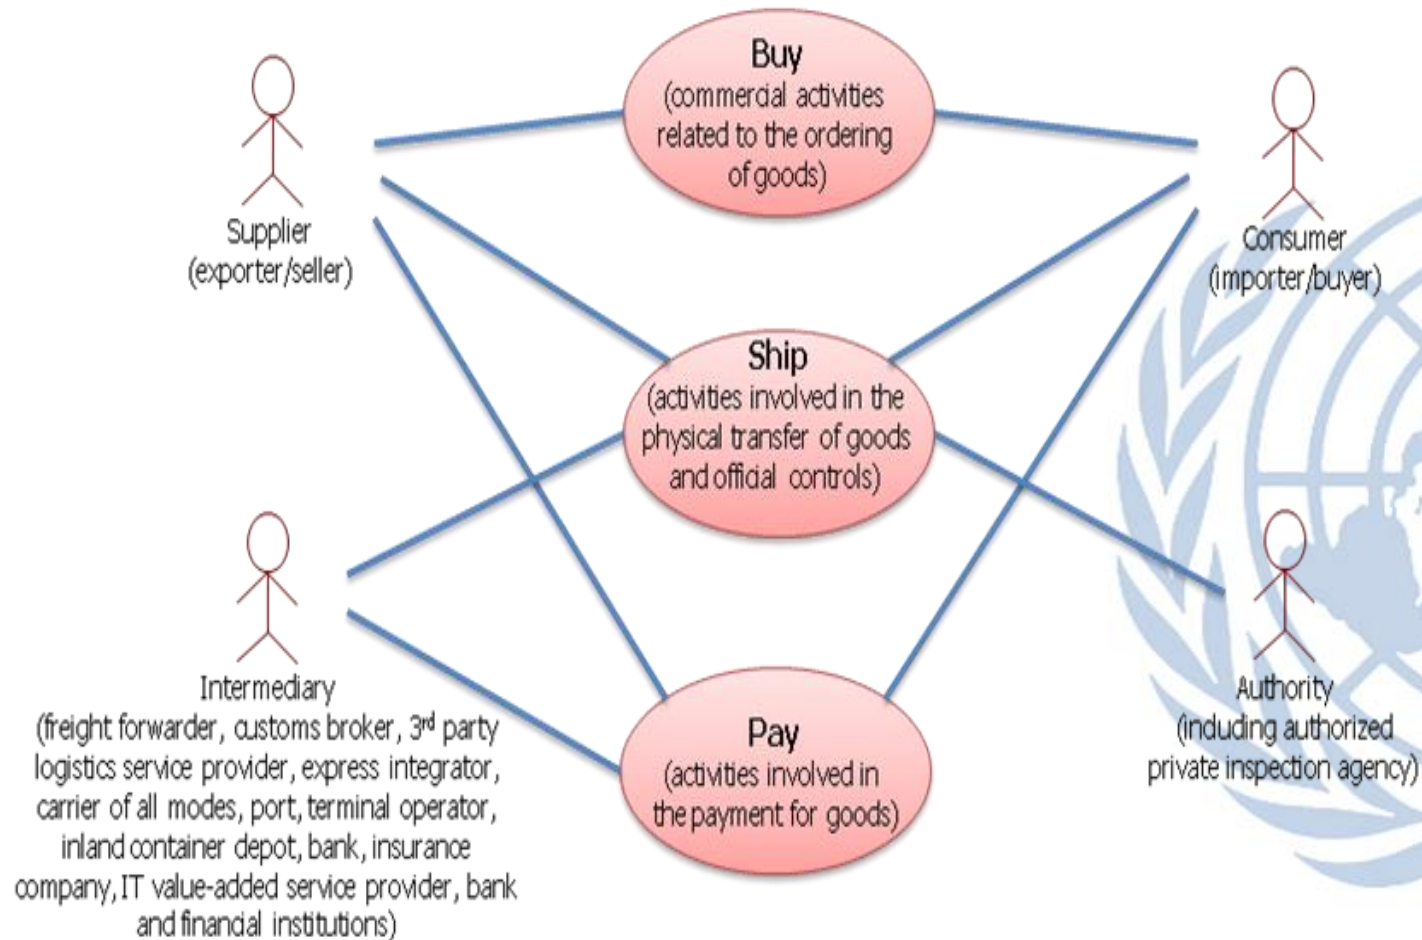 Buy
(commercial activities
related to the ordering
of goods)
Supplier
(exporter/seller)
Consumer
(importer/buyer)
Ship
(activities involved in the
physical transfer of goods
and official controls)
Intermediary
(freight forwarder, customs broker, 3rd party
logistics service provider, express integrator,
carrier of all modes, port, terminal operator,
inland container depot, bank, insurance
company, IT value-added service provider, bank
and financial institutions)
Authority
(including authorized
private inspection agency)
Pay
(activities involved in
the payment for goods)